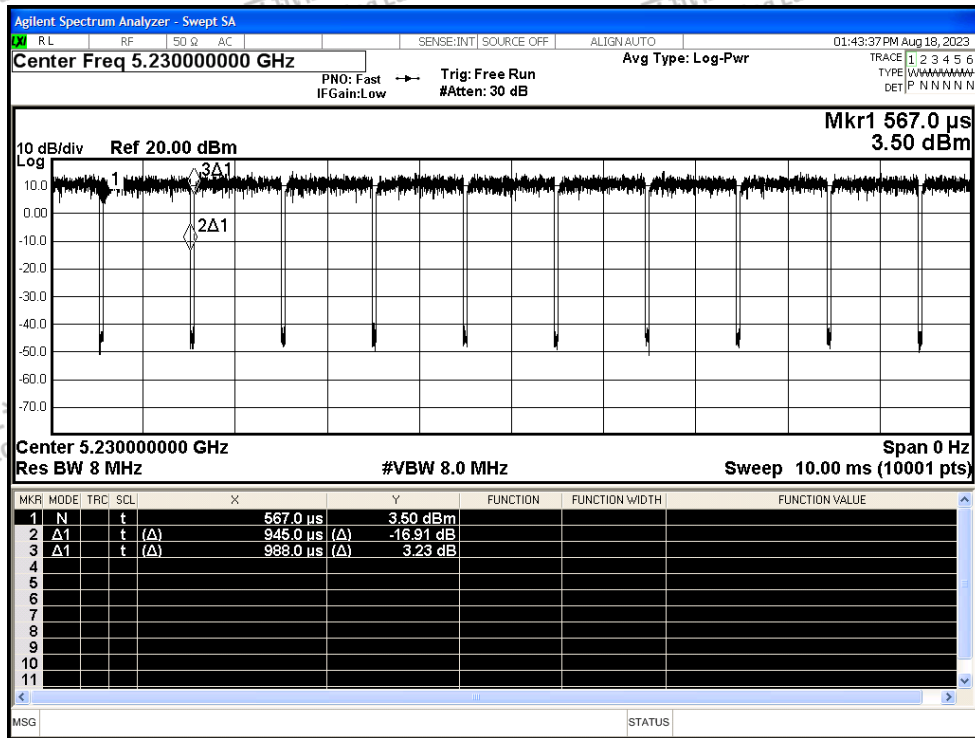 Agilent Spectrum Analyzer - Swept SA
LXI RL RF 50 Ω AC SENSE:INT SOURCE OFF ALIGN AUTO 01:43:37 PM Aug 18, 2023
Center Freq 5.230000000 GHz Avg Type: Log-Pwr TRACE 1 2 3 4 5 6
PNO: Fast Trig: Free Run TYPE
IFGain:Low #Atten: 30 dB DET P N N N N N
Mkr1 567.0 µs
10 dB/div Ref 20.00 dBm 3.50 dBm
Log
1 3Δ1
10.0
0.00
2Δ1
-10.0
-20.0
-30.0
-40.0
-50.0
-60.0
-70.0
Center 5.230000000 GHz Span 0 Hz
Res BW 8 MHz #VBW 8.0 MHz Sweep 10.00 ms (10001 pts)
MKR MODE TRC SCL X Y FUNCTION FUNCTION WIDTH FUNCTION VALUE
1 N t 567.0 µs 3.50 dBm
2 Δ1 t (Δ) 945.0 µs (Δ) -16.91 dB
3 Δ1 t (Δ) 988.0 µs (Δ) 3.23 dB
4
5
6
7
8
9
10
11
MSG STATUS